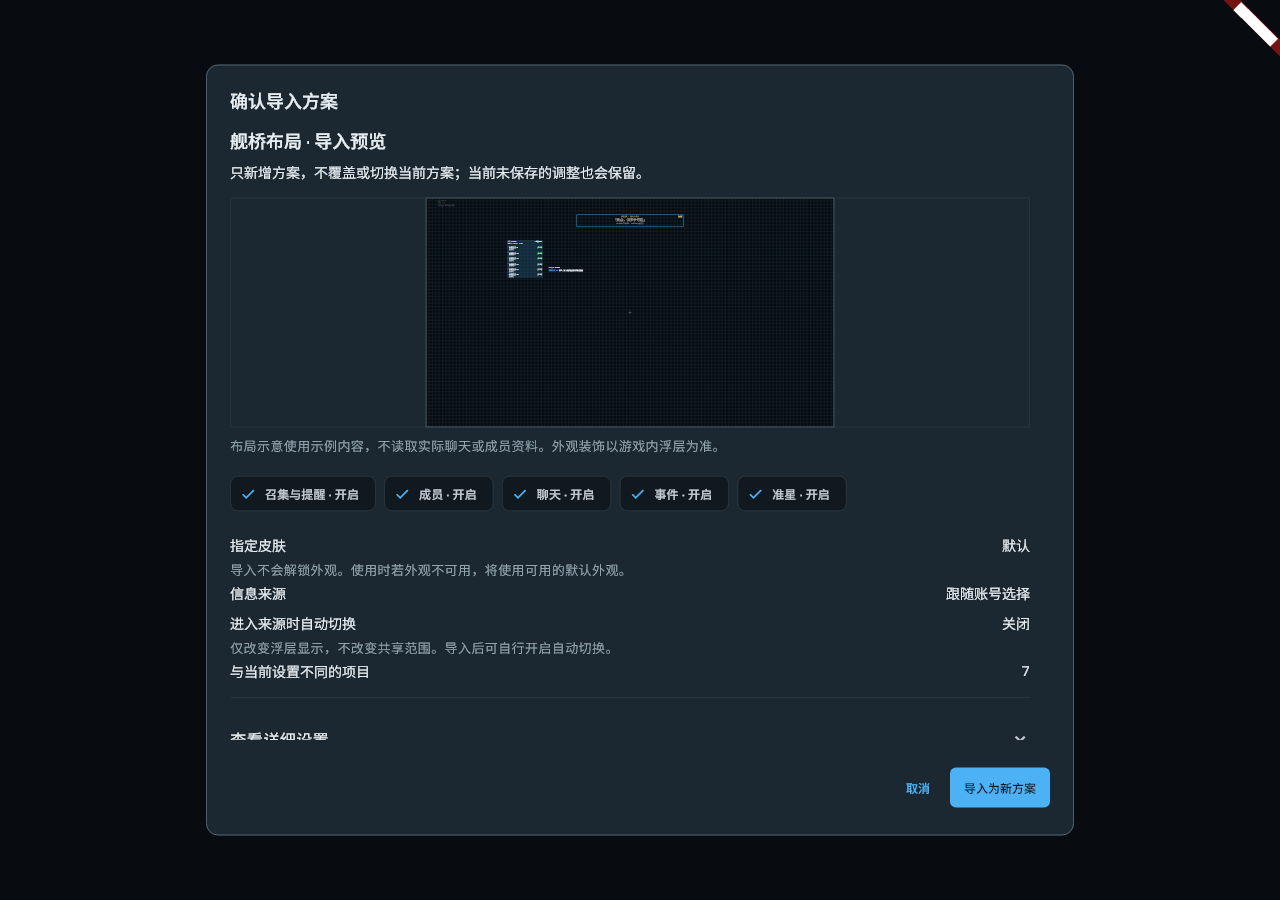 确认导入方案
舰桥布局 · 导入预览
只新增方案，不覆盖或切换当前方案；当前未保存的调整也会保留。
布局示意使用示例内容，不读取实际聊天或成员资料。外观装饰以游戏内浮层为准。
召集与提醒 · 开启
成员 · 开启
聊天 · 开启
事件 · 开启
准星 · 开启
指定皮肤
默认
导入不会解锁外观。使用时若外观不可用，将使用可用的默认外观。
信息来源
跟随账号选择
进入来源时自动切换
关闭
仅改变浮层显示，不改变共享范围。导入后可自行开启自动切换。
与当前设置不同的项目
7
查看详细设置
取消
导入为新方案